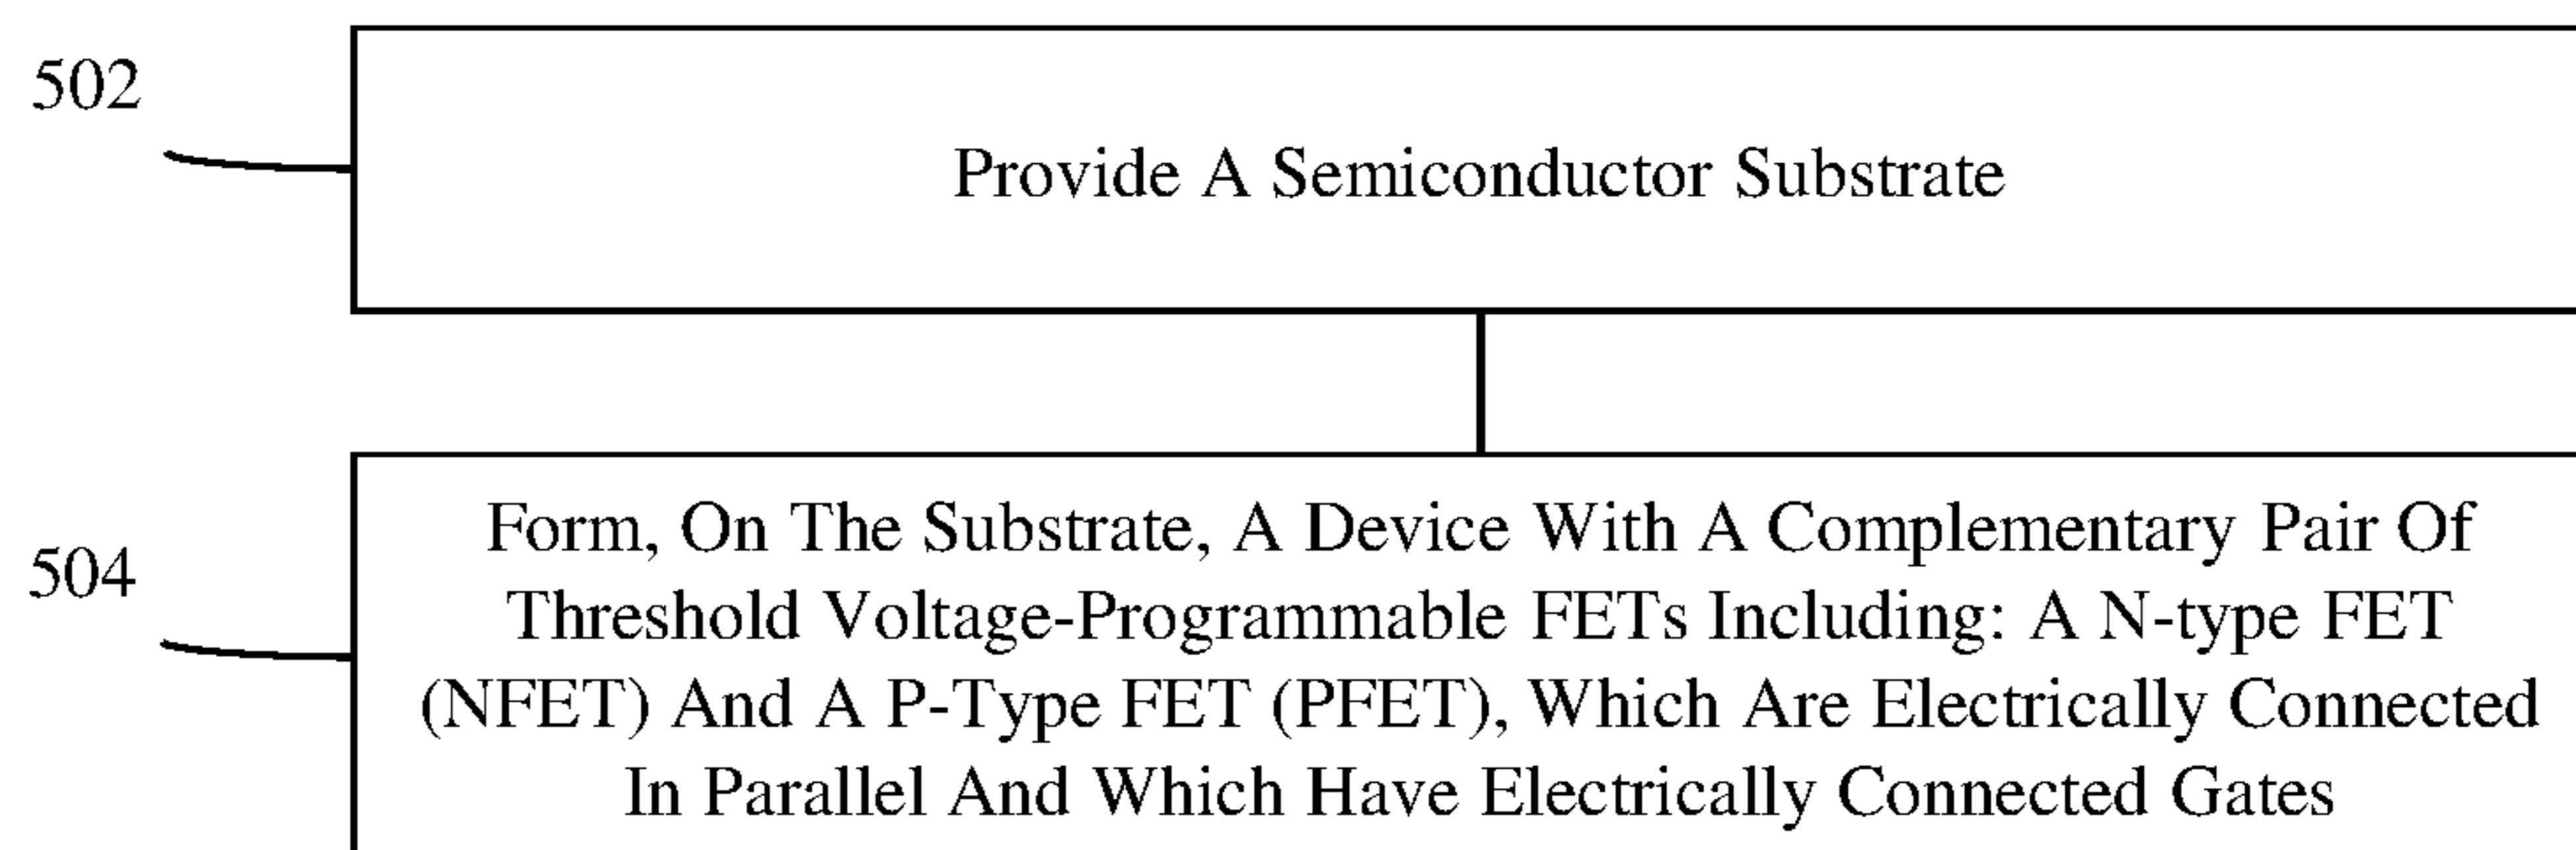 502
Provide A Semiconductor Substrate
504
Form, On The Substrate, A Device With A Complementary Pair Of
Threshold Voltage-Programmable FETs Including: A N-type FET
(NFET) And A P-Type FET (PFET), Which Are Electrically Connected
In Parallel And Which Have Electrically Connected Gates